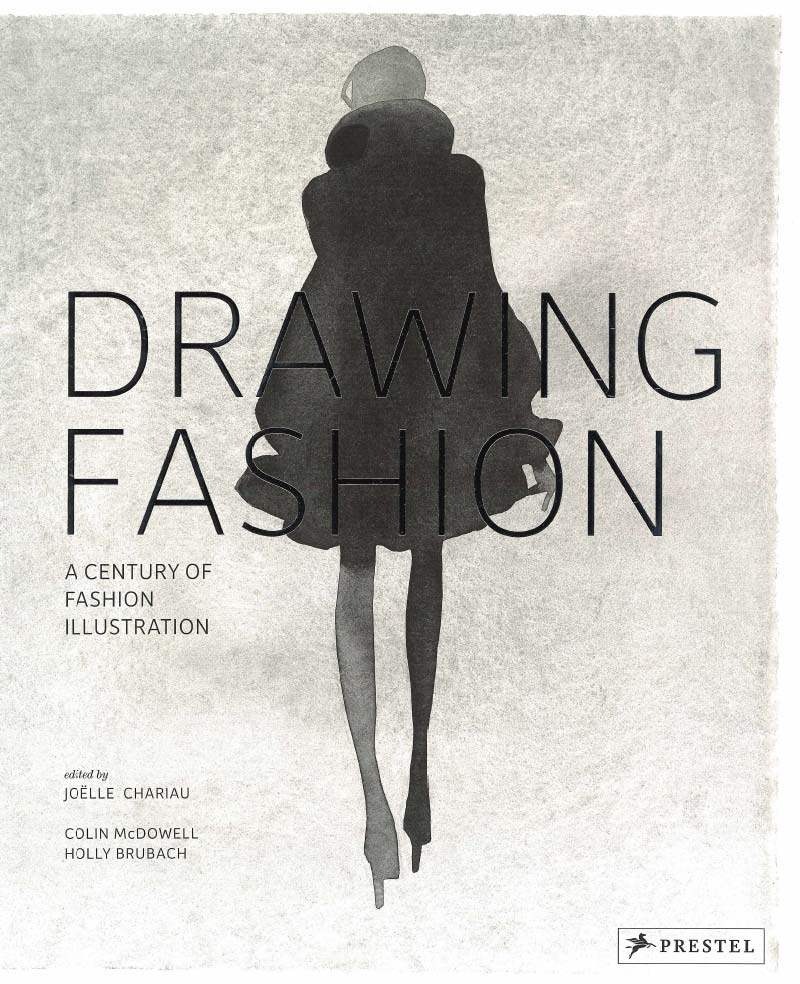 DRAWING
FASHION
A CENTURY OF
FASHION
ILLUSTRATION
edited by
JOËLLE CHARIAU
COLIN McDOWELL
HOLLY BRUBACH
PRESTEL